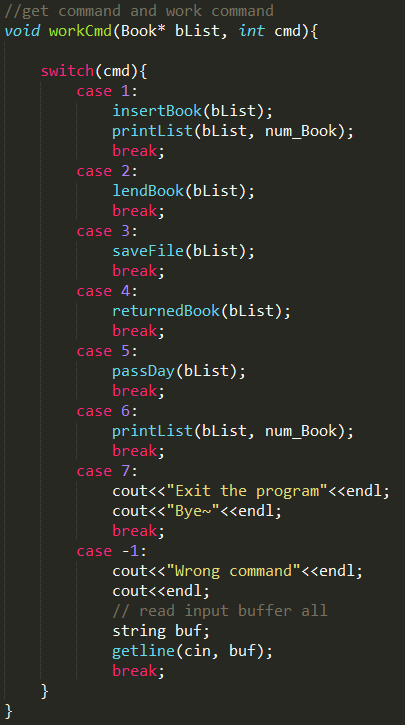 //get command and work command
void workCmd(Book* bList, int cmd){
switch(cmd){
case 1:
insertBook(bList);
printList(bList, num_Book);
break;
case 2:
lendBook(bList);
break;
case 3:
saveFile(bList);
break;
case 4:
returnedBook(bList);
break;
case 5:
passDay(bList);
break;
case 6:
printList(bList, num_Book);
break;
case 7:
cout<<"Exit the program"<<endl;
cout<<"Bye~"<<endl;
break;
case -1:
cout<<"Wrong command"<<endl;
cout<<endl;
// read input buffer all
string buf;
getline(cin, buf);
break;
}
}